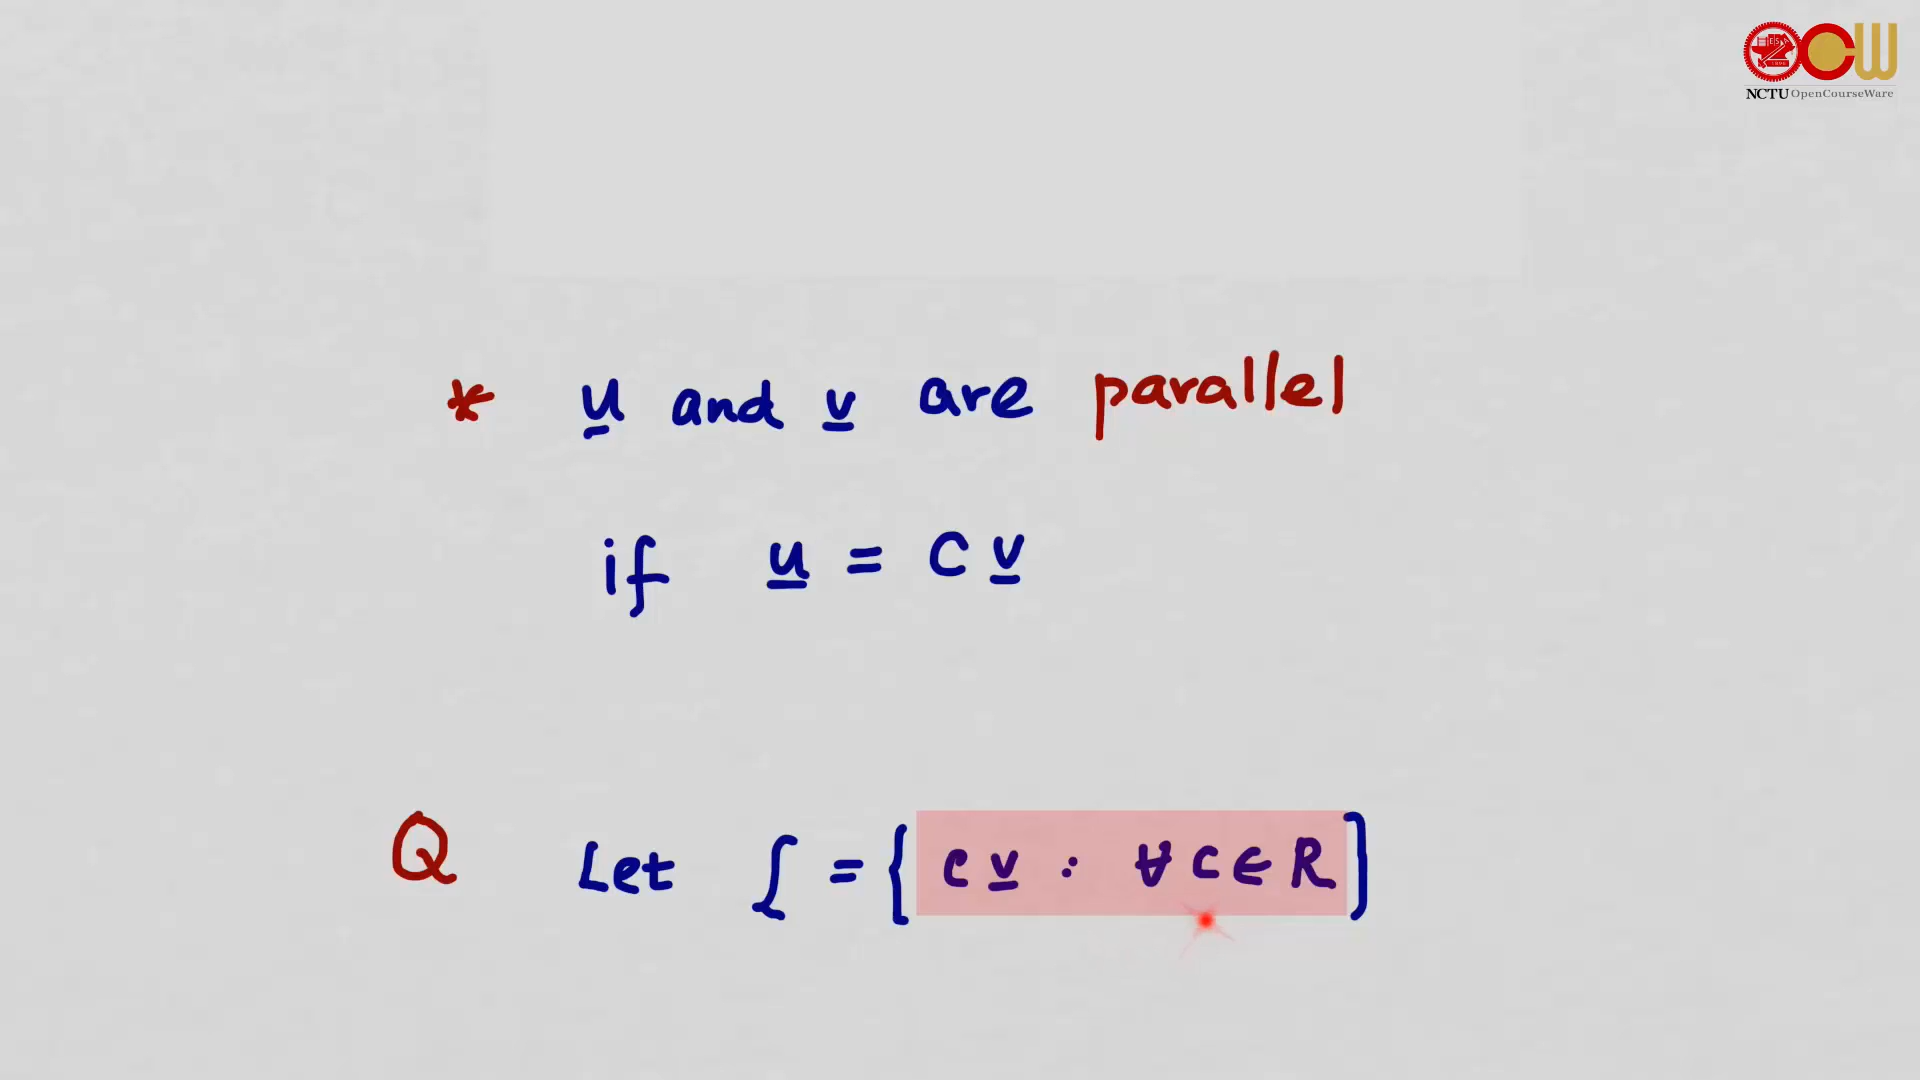 NCTU OpenCourseWare
* u and v are parallel
if u = c v
Q Let S = { c v : ∀ c ∈ R }